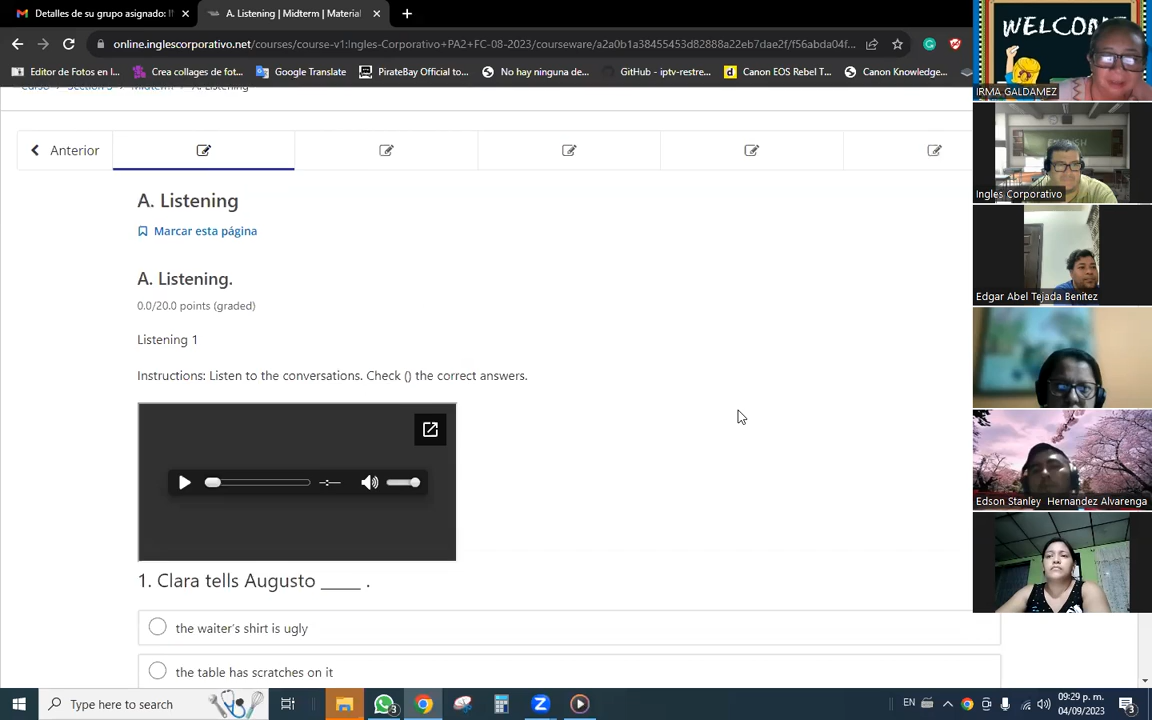 Detalles de su grupo asignado: I
A. Listening | Midterm | Material
online.inglescorporativo.net/courses/course-v1:Ingles-Corporativo+PA2+FC-08-2023/courseware/a2a0b1a38455453d82888a22eb7dae2f/f56abda04f...
Editor de Fotos en l...
Crea collages de fot...
Google Translate
PirateBay Official to...
No hay ninguna de...
GitHub - iptv-restre...
Canon EOS Rebel T...
Canon Knowledge...
A. Listening
Anterior
A. Listening
Marcar esta página
A. Listening.
0.0/20.0 points (graded)
Listening 1
Instructions: Listen to the conversations. Check () the correct answers.
-:-
1. Clara tells Augusto _____ .
the waiter's shirt is ugly
the table has scratches on it
WELCOME
IRMA GALDAMEZ
Ingles Corporativo
Edgar Abel Tejada Benitez
Edson Stanley Hernandez Alvarenga
Type here to search
3
EN
09:29 p. m.
04/09/2023
3